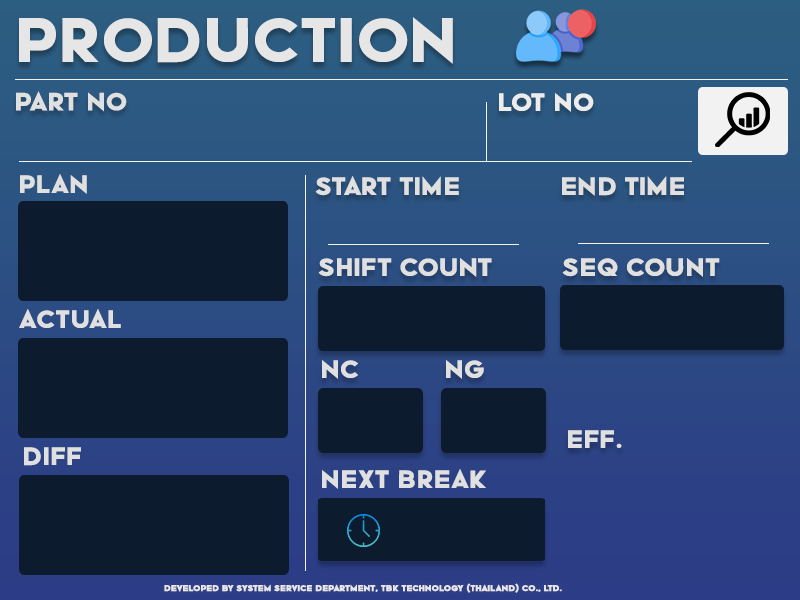 PRODUCTION
PART NO
LOT NO
PLAN
START TIME
END TIME
SHIFT COUNT
SEQ COUNT
ACTUAL
NC
NG
EFF.
DIFF
NEXT BREAK
DEVELOPED BY SYSTEM SERVICE DEPARTMENT, TBK TECHNOLOGY (THAILAND) CO., LTD.